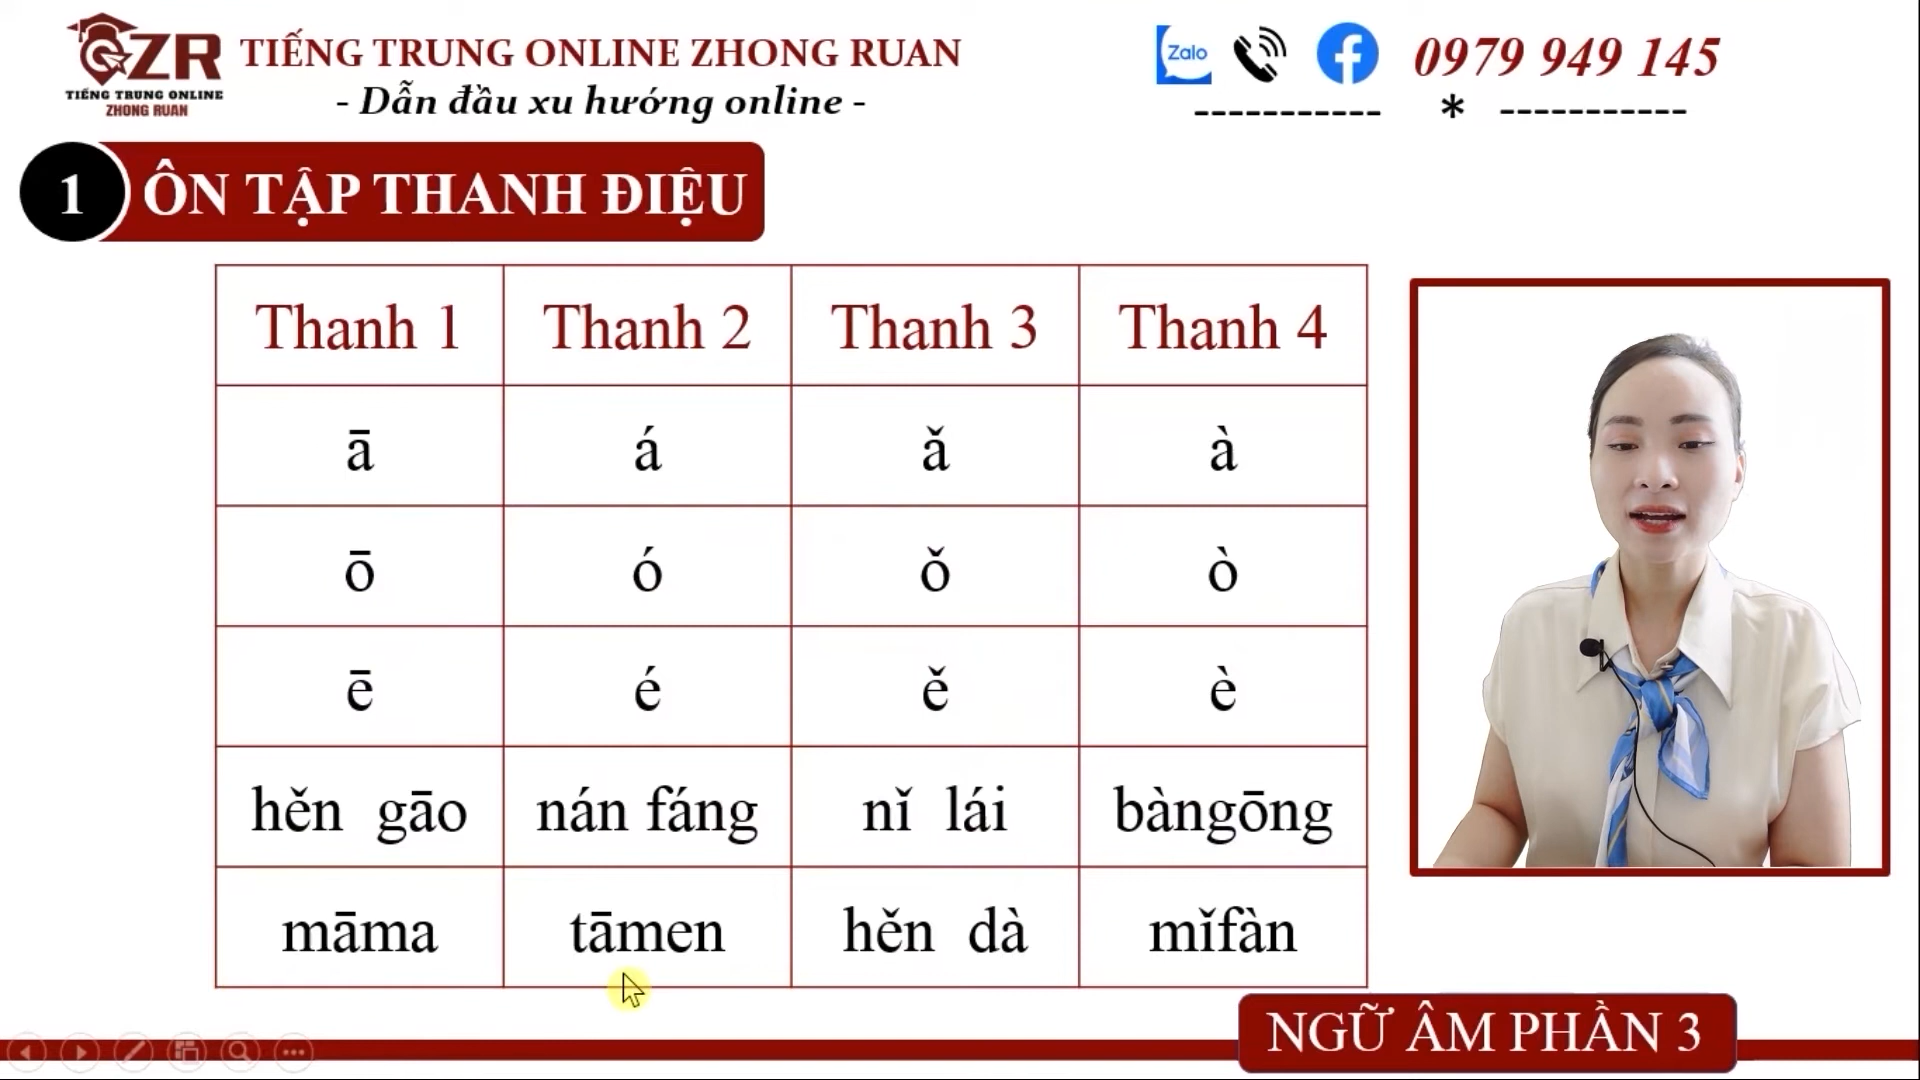 ZR
TIẾNG TRUNG ONLINE
ZHONG RUAN
TIẾNG TRUNG ONLINE ZHONG RUAN
- Dẫn đầu xu hướng online -
Zalo
0979 949 145
----------- * -----------
1 ÔN TẬP THANH ĐIỆU
Thanh 1 Thanh 2 Thanh 3 Thanh 4
ā á ǎ à
ō ó ǒ ò
ē é ě è
hěn gāo nán fáng nǐ lái bàngōng
māma tāmen hěn dà mǐfàn
NGỮ ÂM PHẦN 3